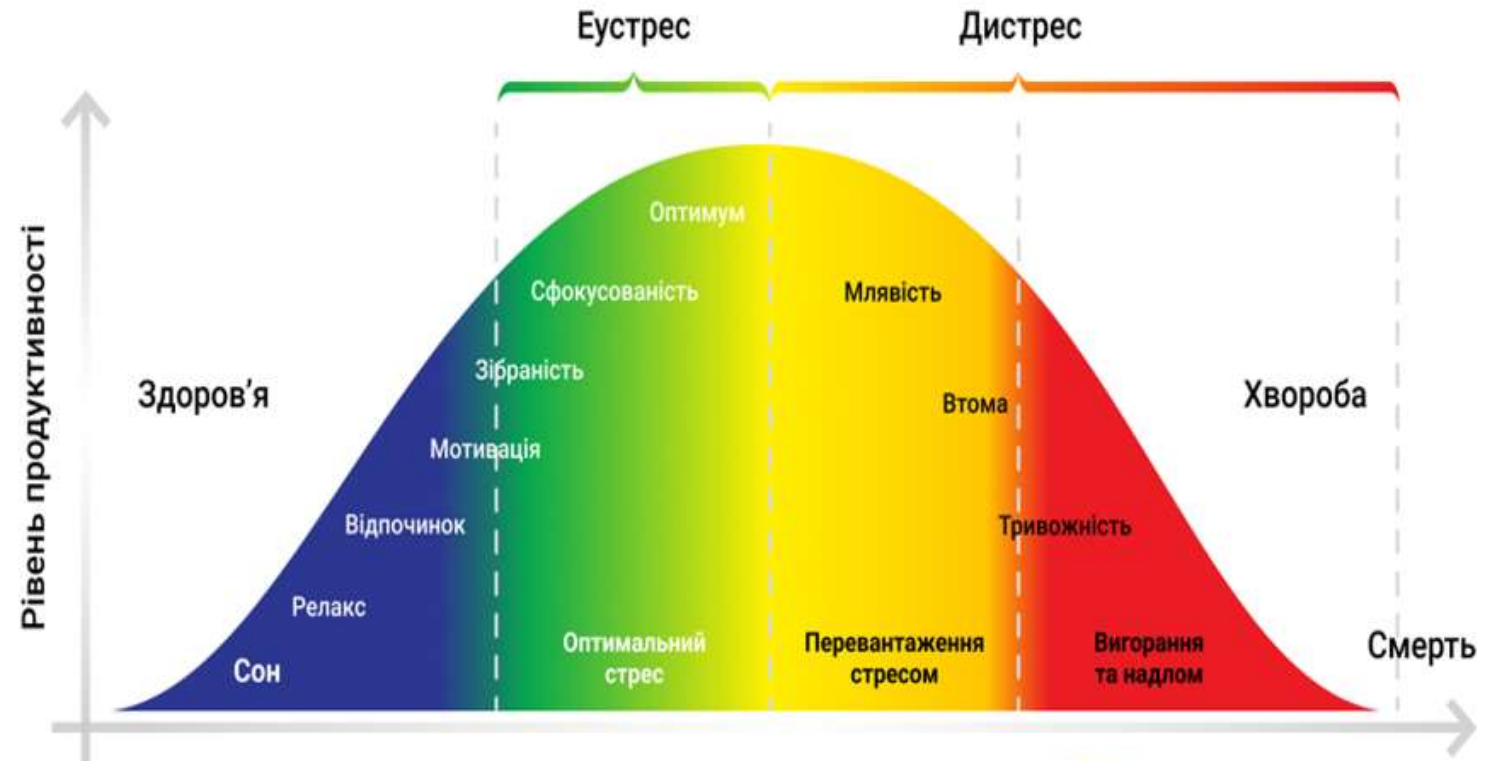 Еустрес
Дистрес
Рівень продуктивності
Здоров’я
Оптимум
Сфокусованість
Зібраність
Мотивація
Відпочинок
Релакс
Сон
Оптимальний
стрес
Млявість
Втома
Перевантаження
стресом
Тривожність
Вигорання
та надлом
Хвороба
Смерть